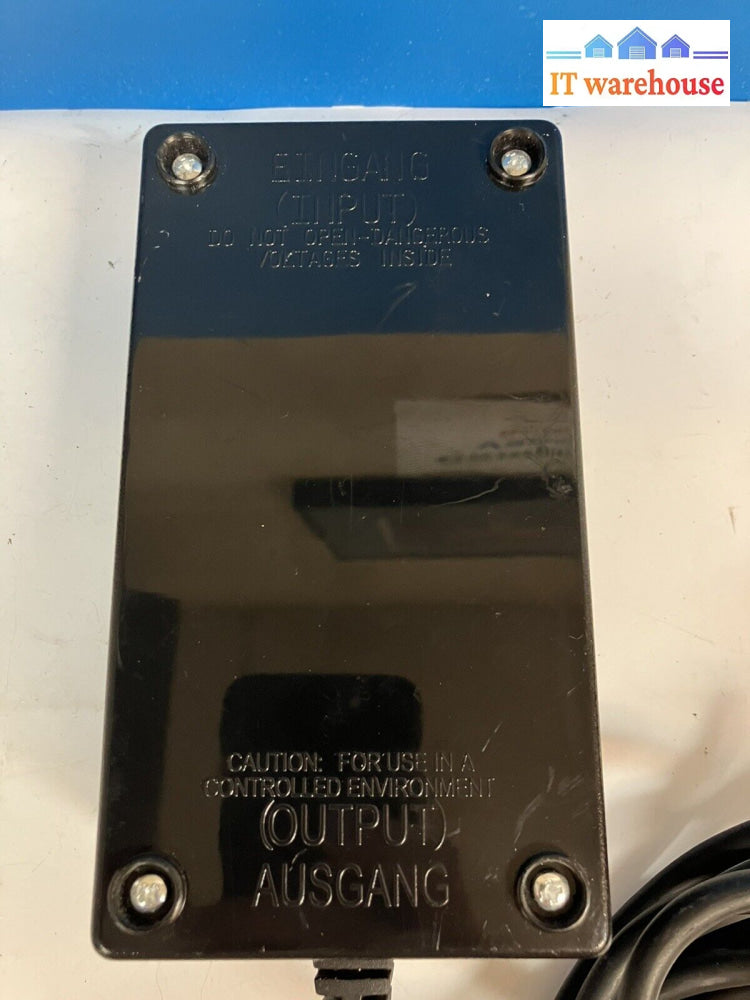 IT warehouse
EINGANG
(INPUT)
DO NOT OPEN-DANGEROUS
VOLTAGES INSIDE
CAUTION: FOR USE IN A
CONTROLLED ENVIRONMENT
(OUTPUT)
AUSGANG